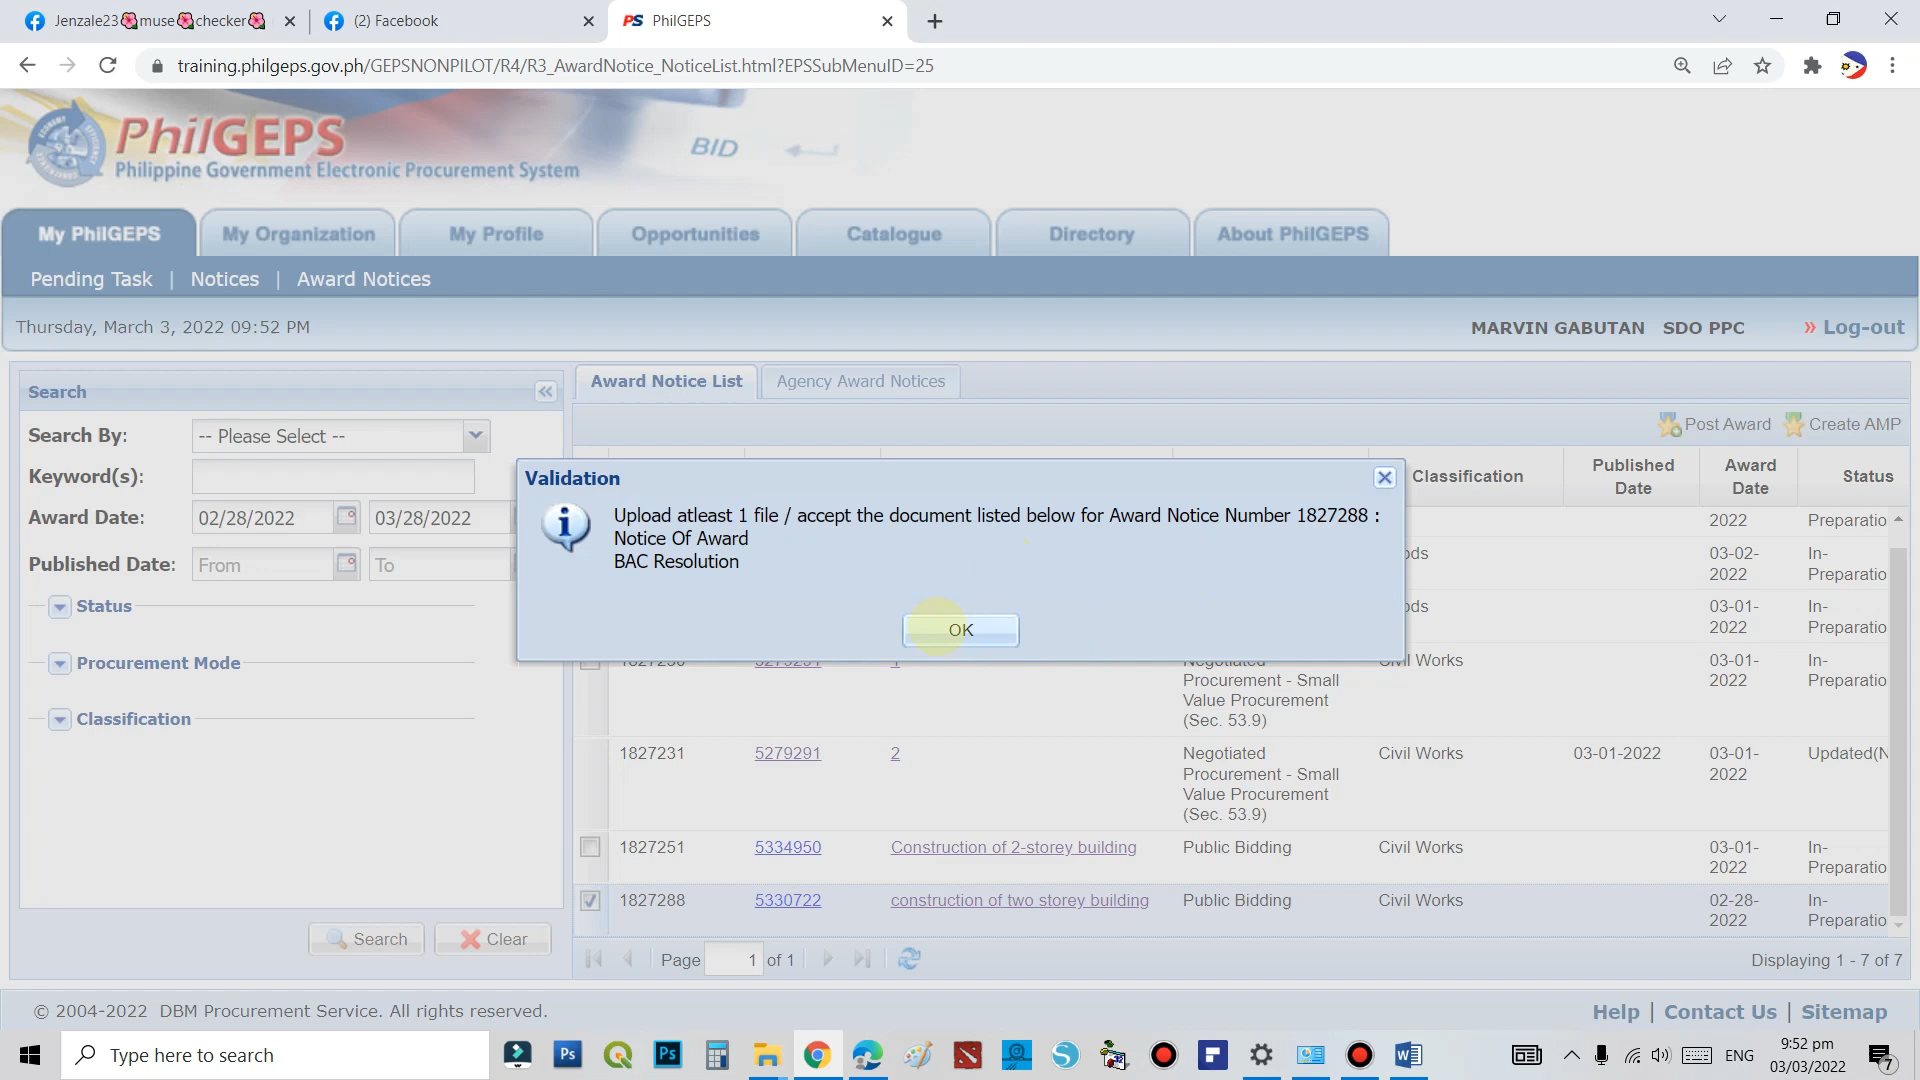 Jenzale23🌺muse🌺checker🌺
(2) Facebook
PS PhilGEPS
training.philgeps.gov.ph/GEPSNONPILOT/R4/R3_AwardNotice_NoticeList.html?EPSSubMenuID=25
PhilGEPS
Philippine Government Electronic Procurement System
BID
My PhilGEPS My Organization My Profile Opportunities Catalogue Directory About PhilGEPS
Pending Task | Notices | Award Notices
Thursday, March 3, 2022 09:52 PM
MARVIN GABUTAN SDO PPC » Log-out
Search
Search By: -- Please Select --
Keyword(s):
Award Date: 02/28/2022 03/28/2022
Published Date: From To
Status
Procurement Mode
Classification
Search Clear
Award Notice List Agency Award Notices
Post Award Create AMP
Classification Published Date Award Date Status
Validation
Upload atleast 1 file / accept the document listed below for Award Notice Number 1827288 :
Notice Of Award
BAC Resolution
OK
2022 Preparatio
ods 03-02- In-
2022 Preparatio
ods 03-01- In-
2022 Preparatio
5279291 1 Negotiated Civil Works 03-01- In-
Procurement - Small 2022 Preparatio
Value Procurement
(Sec. 53.9)
1827231 5279291 2 Negotiated Civil Works 03-01-2022 03-01- Updated(N
Procurement - Small 2022
Value Procurement
(Sec. 53.9)
1827251 5334950 Construction of 2-storey building Public Bidding Civil Works 03-01- In-
2022 Preparatio
1827288 5330722 construction of two storey building Public Bidding Civil Works 02-28- In-
2022 Preparatio
Page 1 of 1
Displaying 1 - 7 of 7
© 2004-2022 DBM Procurement Service. All rights reserved.
Help | Contact Us | Sitemap
Type here to search
Ps
Ps
ENG
9:52 pm
03/03/2022
7